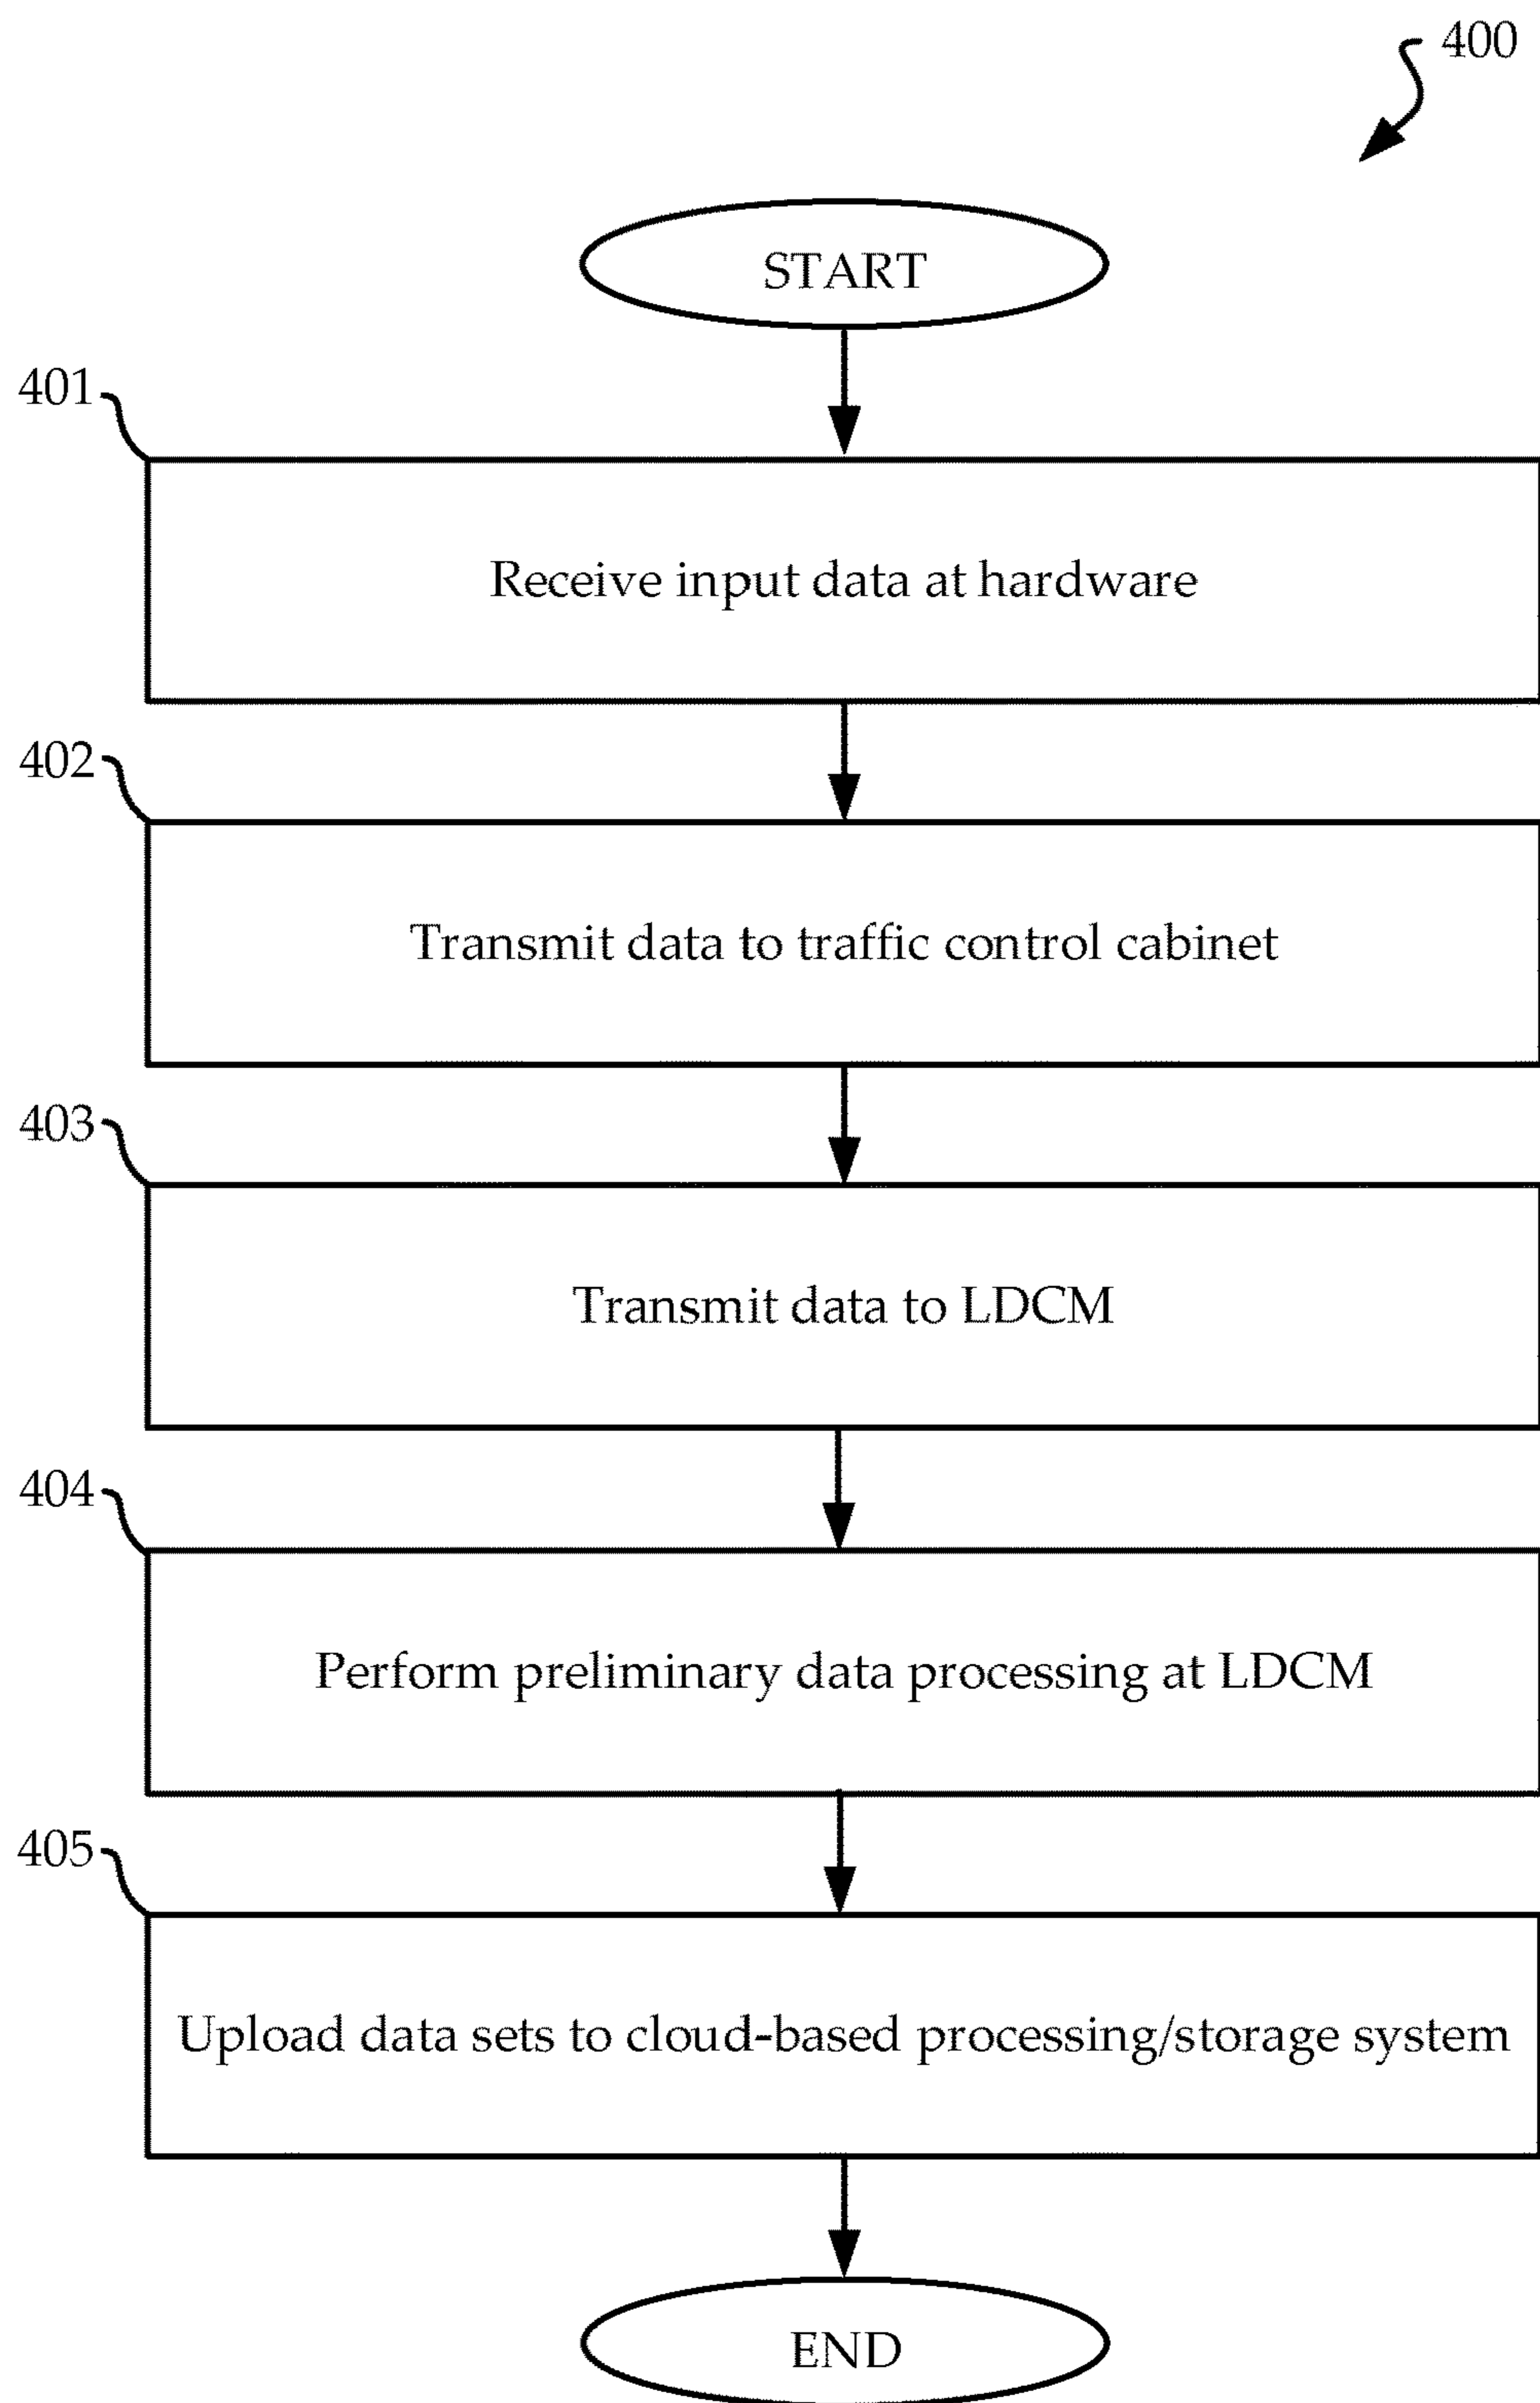 400
START
401
Receive input data at hardware
402
Transmit data to traffic control cabinet
403
Transmit data to LDCM
404
Perform preliminary data processing at LDCM
405
Upload data sets to cloud-based processing/storage system
END